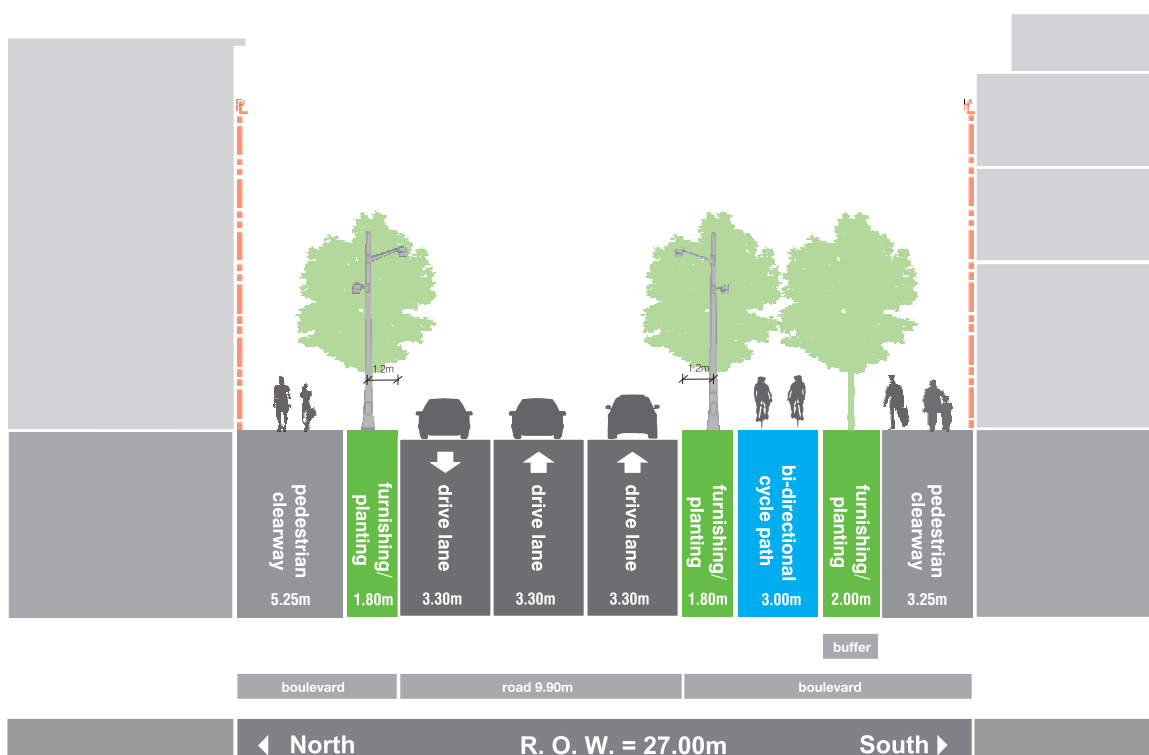 PL
PL
1.2m
1.2m
pedestrian
clearway
5.25m
furnishing/
planting
1.80m
drive lane
3.30m
drive lane
3.30m
drive lane
3.30m
furnishing/
planting
1.80m
bi-directional
cycle path
3.00m
furnishing/
planting
2.00m
pedestrian
clearway
3.25m
buffer
boulevard
road 9.90m
boulevard
North
R. O. W. = 27.00m
South